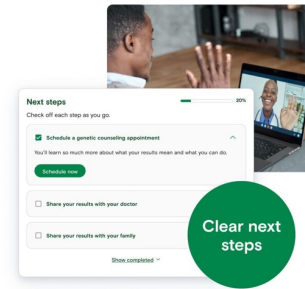 Next steps
20%
Check off each step as you go.
Schedule a genetic counseling appointment
You'll learn so much more about what your results mean and what you can do.
Schedule now
Share your results with your doctor
Share your results with your family
Show completed
Clear next
steps